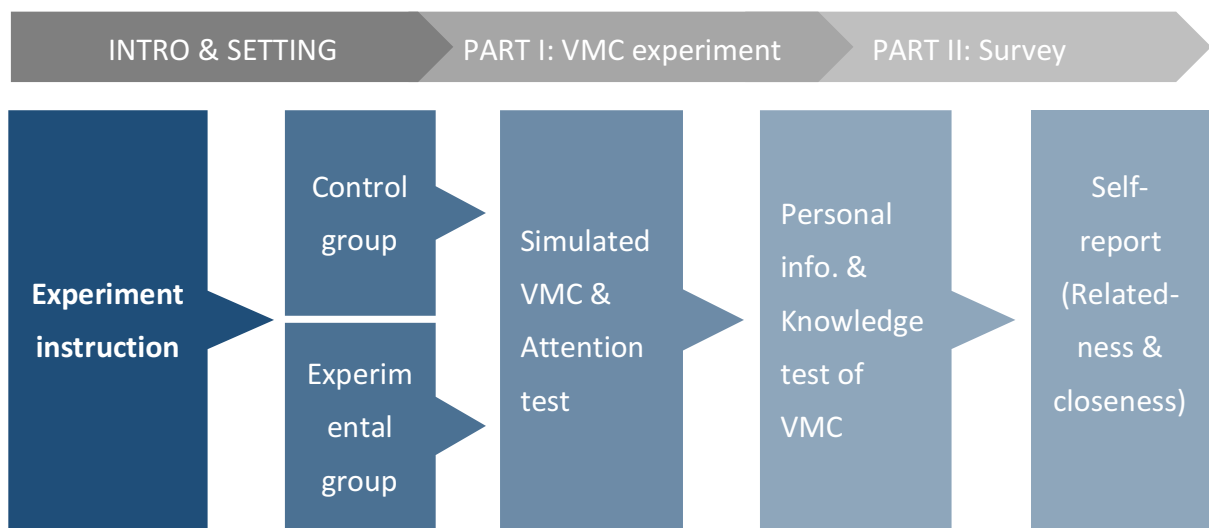 INTRO & SETTING
PART I: VMC experiment
PART II: Survey
Experiment
instruction
Control
group
Experim
ental
group
Simulated
VMC &
Attention
test
Personal
info. &
Knowledge
test of
VMC
Self-
report
(Related-
ness &
closeness)